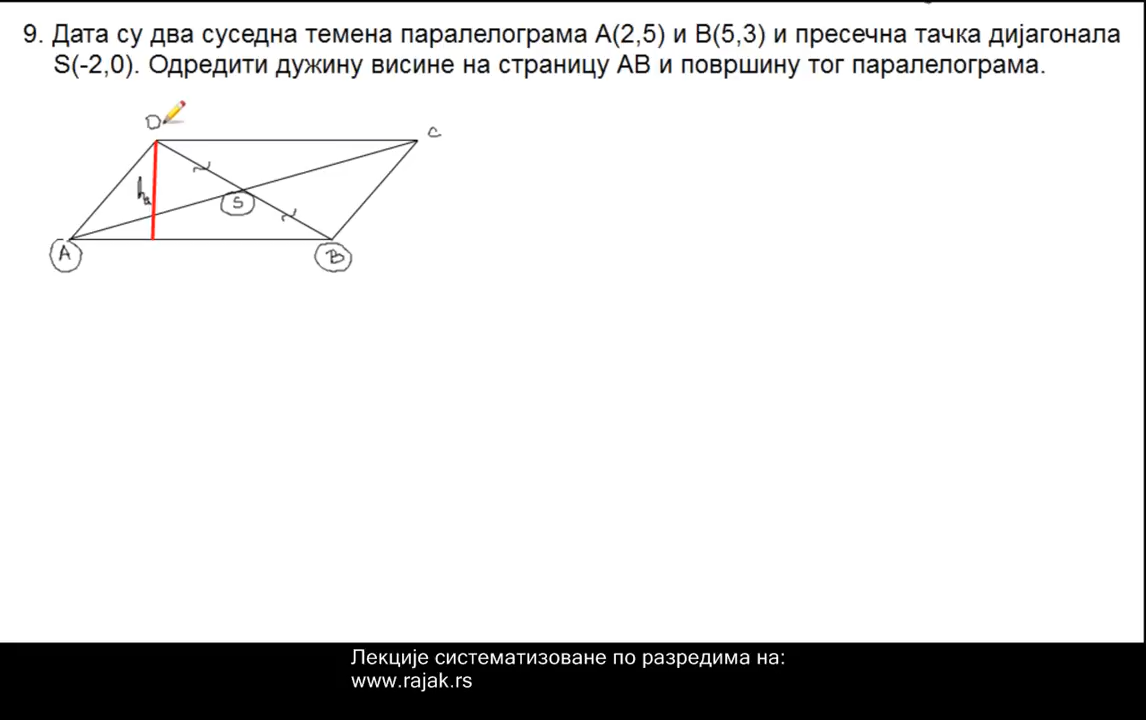 9. Дата су два суседна темена паралелограма A(2,5) и B(5,3) и пресечна тачка дијагонала
S(-2,0). Одредити дужину висине на страницу AB и површину тог паралелограма.
D
C
ha
S
A
B
Лекције систематизоване по разредима на:
www.rajak.rs